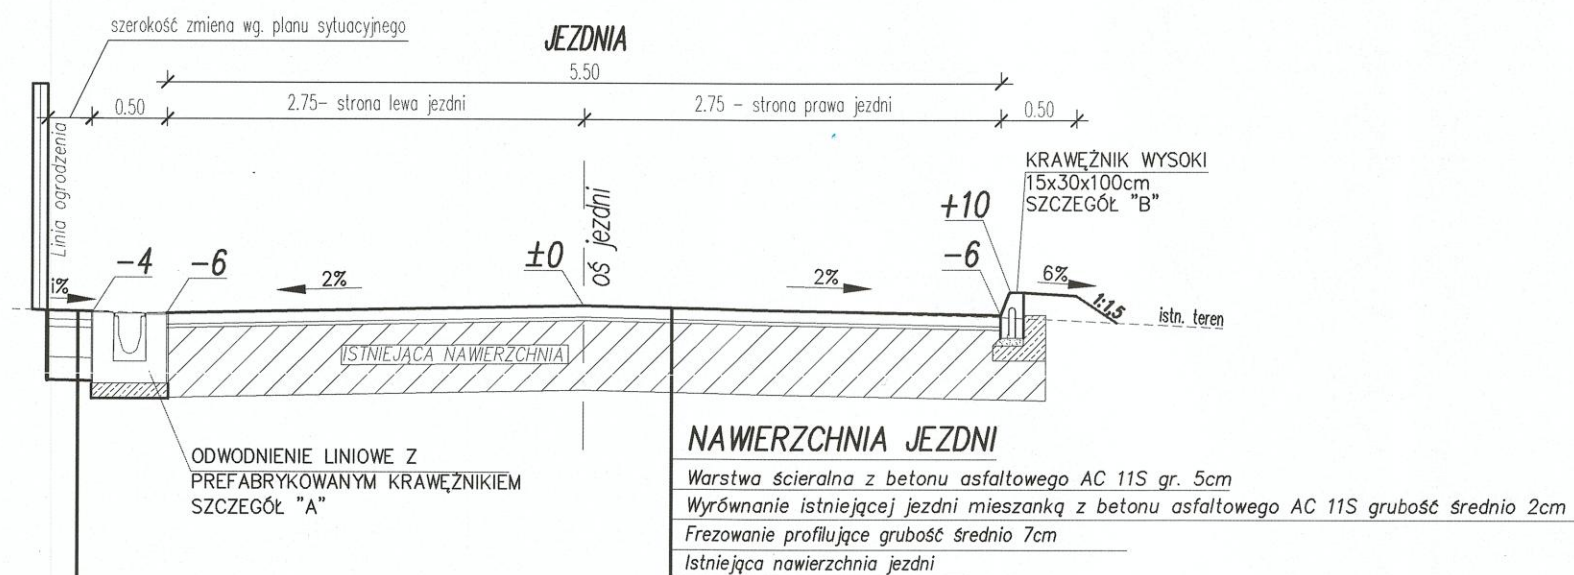 szerokość zmiena wg. planu sytuacyjnego
JEZDNIA
5.50
0.50
2.75- strona lewa jezdni
2.75 - strona prawa jezdni
0.50
Linia ogrodzenia
oś jezdni
KRAWĘŻNIK WYSOKI
15x30x100cm
SZCZEGÓŁ "B"
+10
-4
-6
±0
-6
i%
2%
2%
6%
1:1,5
istn. teren
ISTNIEJĄCA NAWIERZCHNIA
ODWODNIENIE LINIOWE Z
PREFABRYKOWANYM KRAWĘŻNIKIEM
SZCZEGÓŁ "A"
NAWIERZCHNIA JEZDNI
Warstwa ścieralna z betonu asfaltowego AC 11S gr. 5cm
Wyrównanie istniejącej jezdni mieszanką z betonu asfaltowego AC 11S grubość średnio 2cm
Frezowanie profilujące grubość średnio 7cm
Istniejąca nawierzchnia jezdni